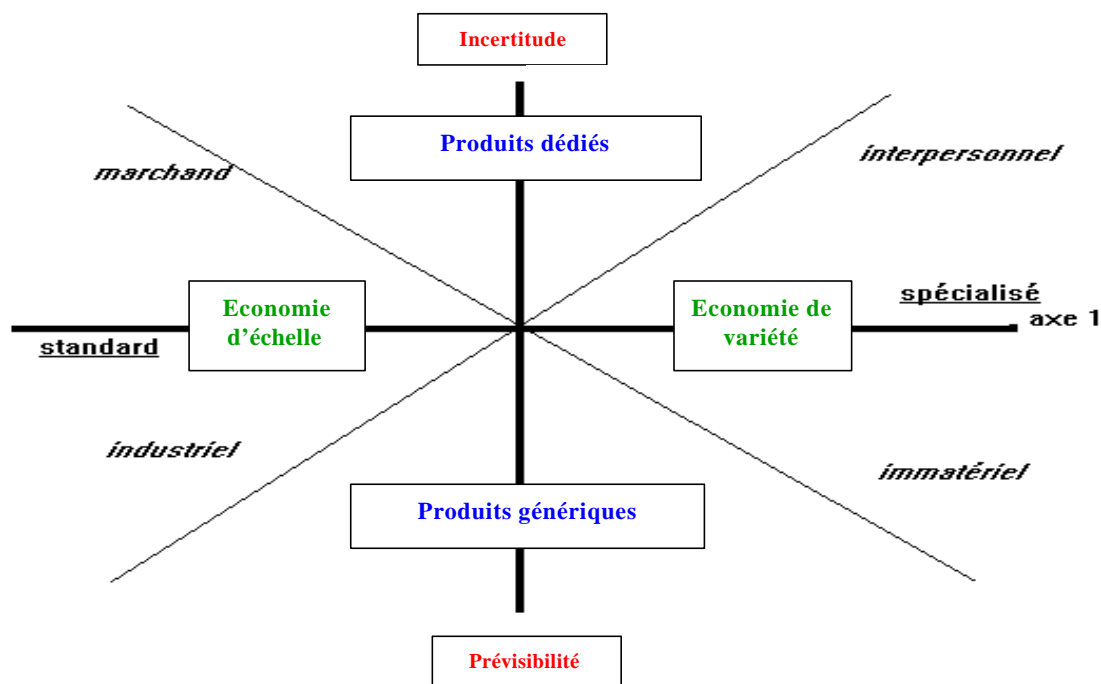 Incertitude
Produits dédiés
marchand
interpersonnel
Economie
d'échelle
Economie de
variété
spécialisé
axe 1
standard
industriel
immatériel
Produits génériques
Prévisibilité